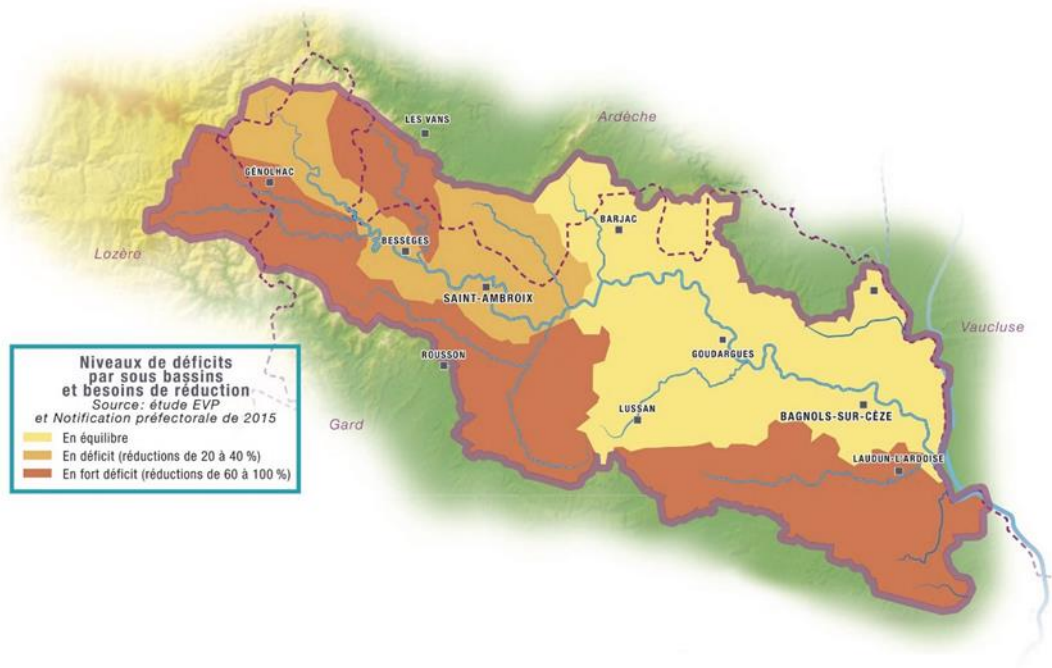 Ardèche
LES VANS
GÉNOLHAC
BARJAC
BESSÈGES
Lozère
SAINT-AMBROIX
Vaucluse
GOUDARGUES
ROUSSON
LUSSAN
BAGNOLS-SUR-CÈZE
Gard
LAUDUN-L'ARDOISE
Niveaux de déficits
par sous bassins
et besoins de réduction
Source: étude EVP
et Notification préfectorale de 2015
En équilibre
En déficit (réductions de 20 à 40 %)
En fort déficit (réductions de 60 à 100 %)